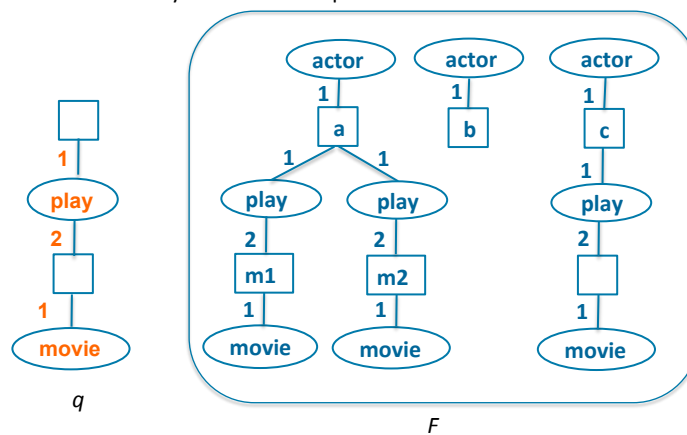 actor actor actor
1 1 1
a b c
1 1 1
1
play play play play
2 2 2 2
m1 m2
1 1 1 1
movie movie movie movie
q
F